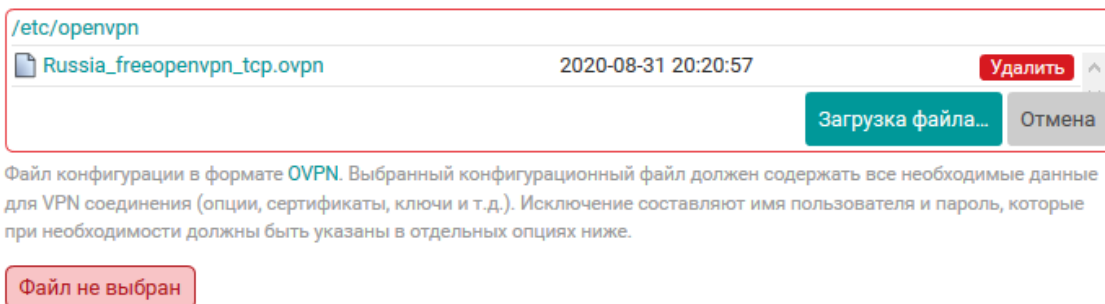 /etc/openvpn
Russia_freeopenvpn_tcp.ovpn 2020-08-31 20:20:57 Удалить
Загрузка файла... Отмена
Файл конфигурации в формате OVPN. Выбранный конфигурационный файл должен содержать все необходимые данные
для VPN соединения (опции, сертификаты, ключи и т.д.). Исключение составляют имя пользователя и пароль, которые
при необходимости должны быть указаны в отдельных опциях ниже.
Файл не выбран